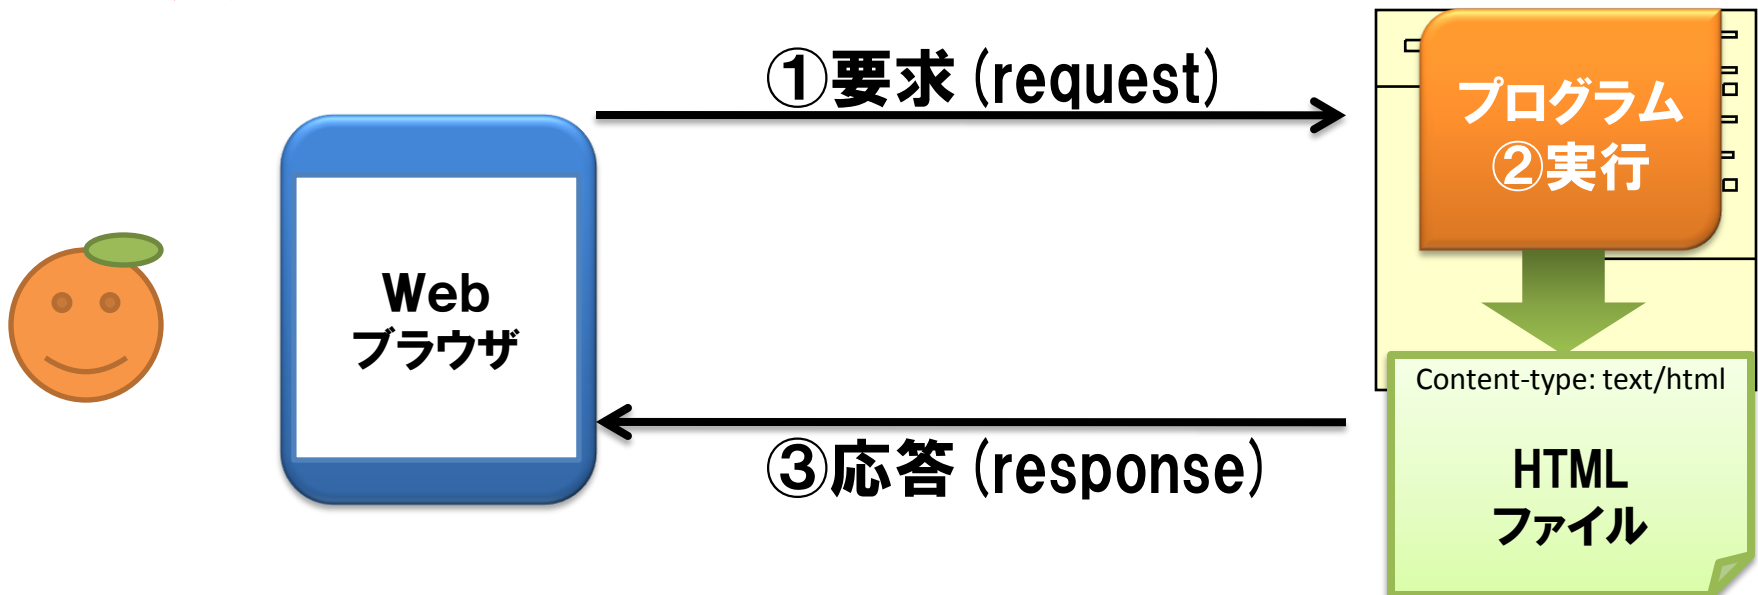 ①要求(request)
プログラム
②実行
Web
ブラウザ
Content-type: text/html
③応答(response)
HTML
ファイル